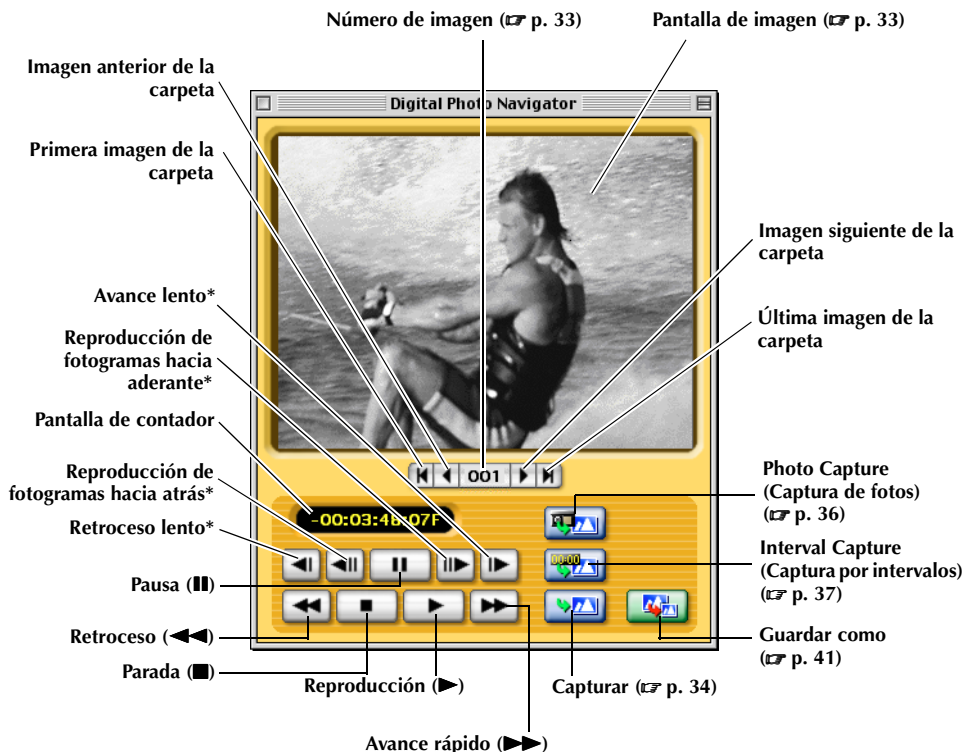 Número de imagen (☞ p. 33)
Pantalla de imagen (☞ p. 33)
Imagen anterior de la
carpeta
Primera imagen de la
carpeta
Digital Photo Navigator
Imagen siguiente de la
carpeta
Última imagen de la
carpeta
Avance lento*
Reproducción de
fotogramas hacia
aderante*
Pantalla de contador
Reproducción de
fotogramas hacia atrás*
Retroceso lento*
Pausa (❚❚)
Retroceso (◀◀)
Parada (■)
001
-00:03:48:07F
00:00
Photo Capture
(Captura de fotos)
(☞ p. 36)
Interval Capture
(Captura por intervalos)
(☞ p. 37)
Guardar como
(☞ p. 41)
Reproducción (▶)
Capturar (☞ p. 34)
Avance rápido (▶▶)